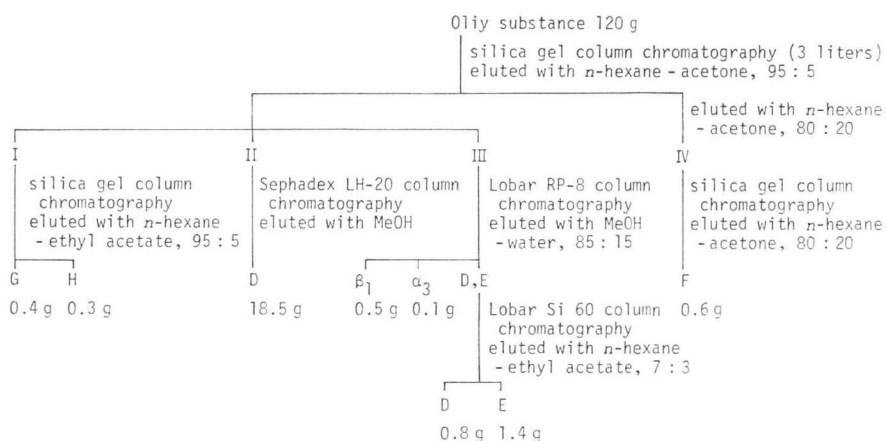 Oliy substance 120 g
silica gel column chromatography (3 liters)
eluted with n-hexane - acetone, 95 : 5
eluted with n-hexane
- acetone, 80 : 20
I
II
III
IV
silica gel column
chromatography
eluted with n-hexane
- ethyl acetate, 95 : 5
Sephadex LH-20 column
chromatography
eluted with MeOH
Lobar RP-8 column
chromatography
eluted with MeOH
- water, 85 : 15
silica gel column
chromatography
eluted with n-hexane
- acetone, 80 : 20
G H D β₁ α₃ D,E F
0.4 g 0.3 g 18.5 g 0.5 g 0.1 g 0.6 g
Lobar Si 60 column
chromatography
eluted with n-hexane
- ethyl acetate, 7 : 3
D E
0.8 g 1.4 g